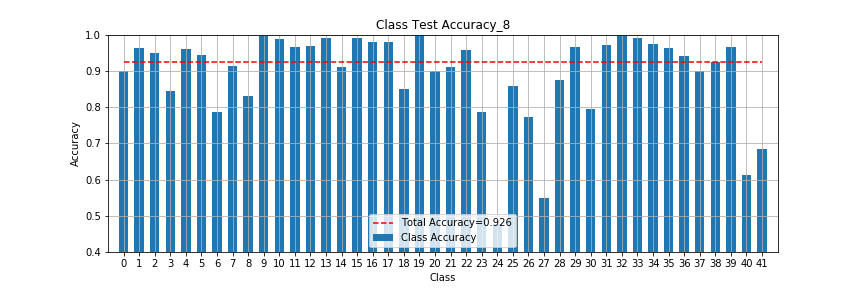 Class Test Accuracy_8
Accuracy
1.0
0.9
0.8
0.7
0.6
0.5
0.4
Total Accuracy=0.926
Class Accuracy
0 1 2 3 4 5 6 7 8 9 10 11 12 13 14 15 16 17 18 19 20 21 22 23 24 25 26 27 28 29 30 31 32 33 34 35 36 37 38 39 40 41
Class